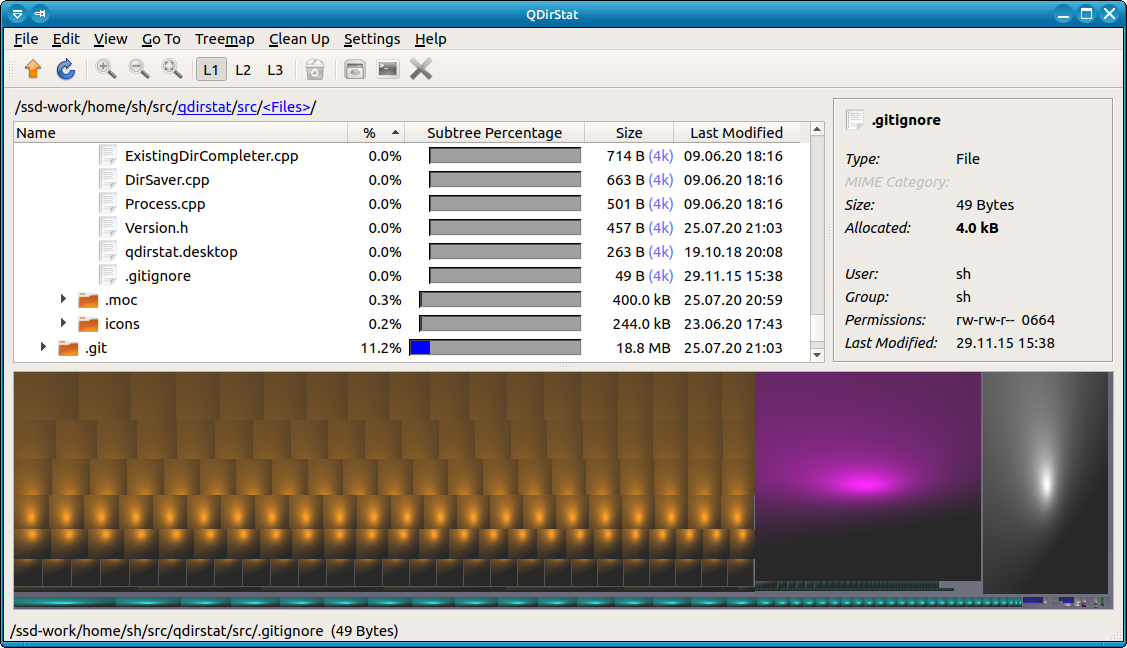 QDirStat
File Edit View Go To Treemap Clean Up Settings Help
L1 L2 L3
/ssd-work/home/sh/src/qdirstat/src/<Files>/
Name % Subtree Percentage Size Last Modified
ExistingDirCompleter.cpp 0.0% 714 B (4k) 09.06.20 18:16
DirSaver.cpp 0.0% 663 B (4k) 09.06.20 18:16
Process.cpp 0.0% 501 B (4k) 09.06.20 18:16
Version.h 0.0% 457 B (4k) 25.07.20 21:03
qdirstat.desktop 0.0% 263 B (4k) 19.10.18 20:08
.gitignore 0.0% 49 B (4k) 29.11.15 15:38
.moc 0.3% 400.0 kB 25.07.20 20:59
icons 0.2% 244.0 kB 23.06.20 17:43
.git 11.2% 18.8 MB 25.07.20 21:03
.gitignore
Type: File
MIME Category:
Size: 49 Bytes
Allocated: 4.0 kB
User: sh
Group: sh
Permissions: rw-rw-r-- 0664
Last Modified: 29.11.15 15:38
/ssd-work/home/sh/src/qdirstat/src/.gitignore (49 Bytes)